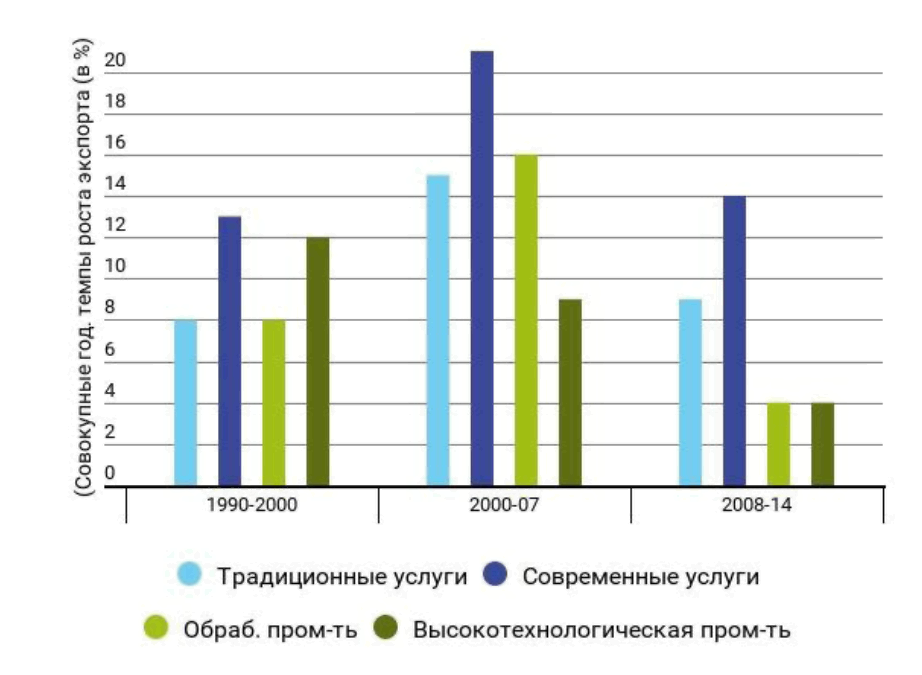 (Совокупные год. темпы роста экспорта (в %)
20
18
16
14
12
10
8
6
4
2
0
1990-2000 2000-07 2008-14
Традиционные услуги Современные услуги
Обраб. пром-ть Высокотехнологическая пром-ть